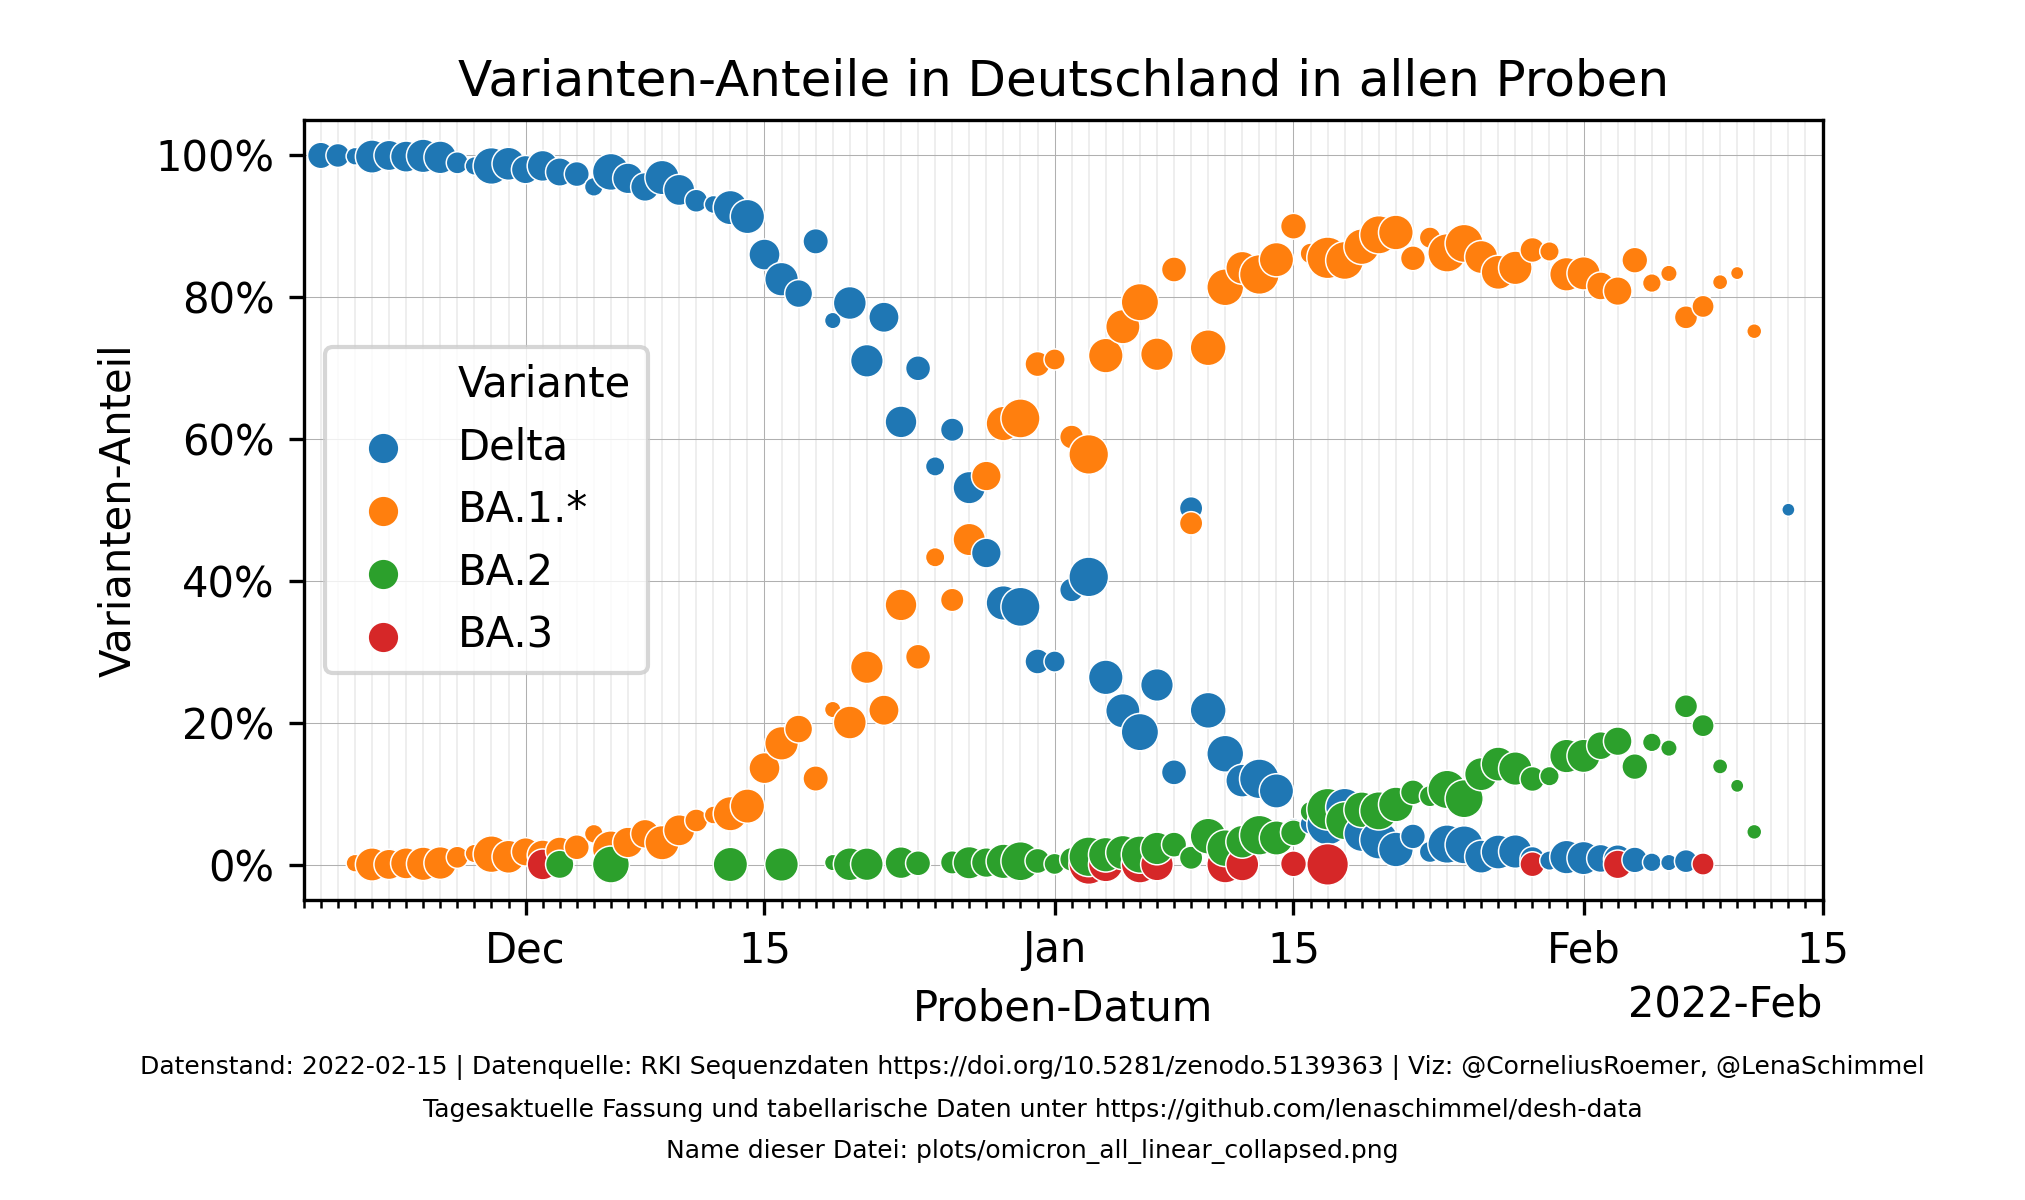 Varianten-Anteile in Deutschland in allen Proben
100%
80%
60%
40%
20%
0%
Varianten-Anteil
Variante
Delta
BA.1.*
BA.2
BA.3
Dec 15 Jan 15 Feb 15
Proben-Datum
2022-Feb
Datenstand: 2022-02-15 | Datenquelle: RKI Sequenzdaten https://doi.org/10.5281/zenodo.5139363 | Viz: @CorneliusRoemer, @LenaSchimmel
Tagesaktuelle Fassung und tabellarische Daten unter https://github.com/lenaschimmel/desh-data
Name dieser Datei: plots/omicron_all_linear_collapsed.png